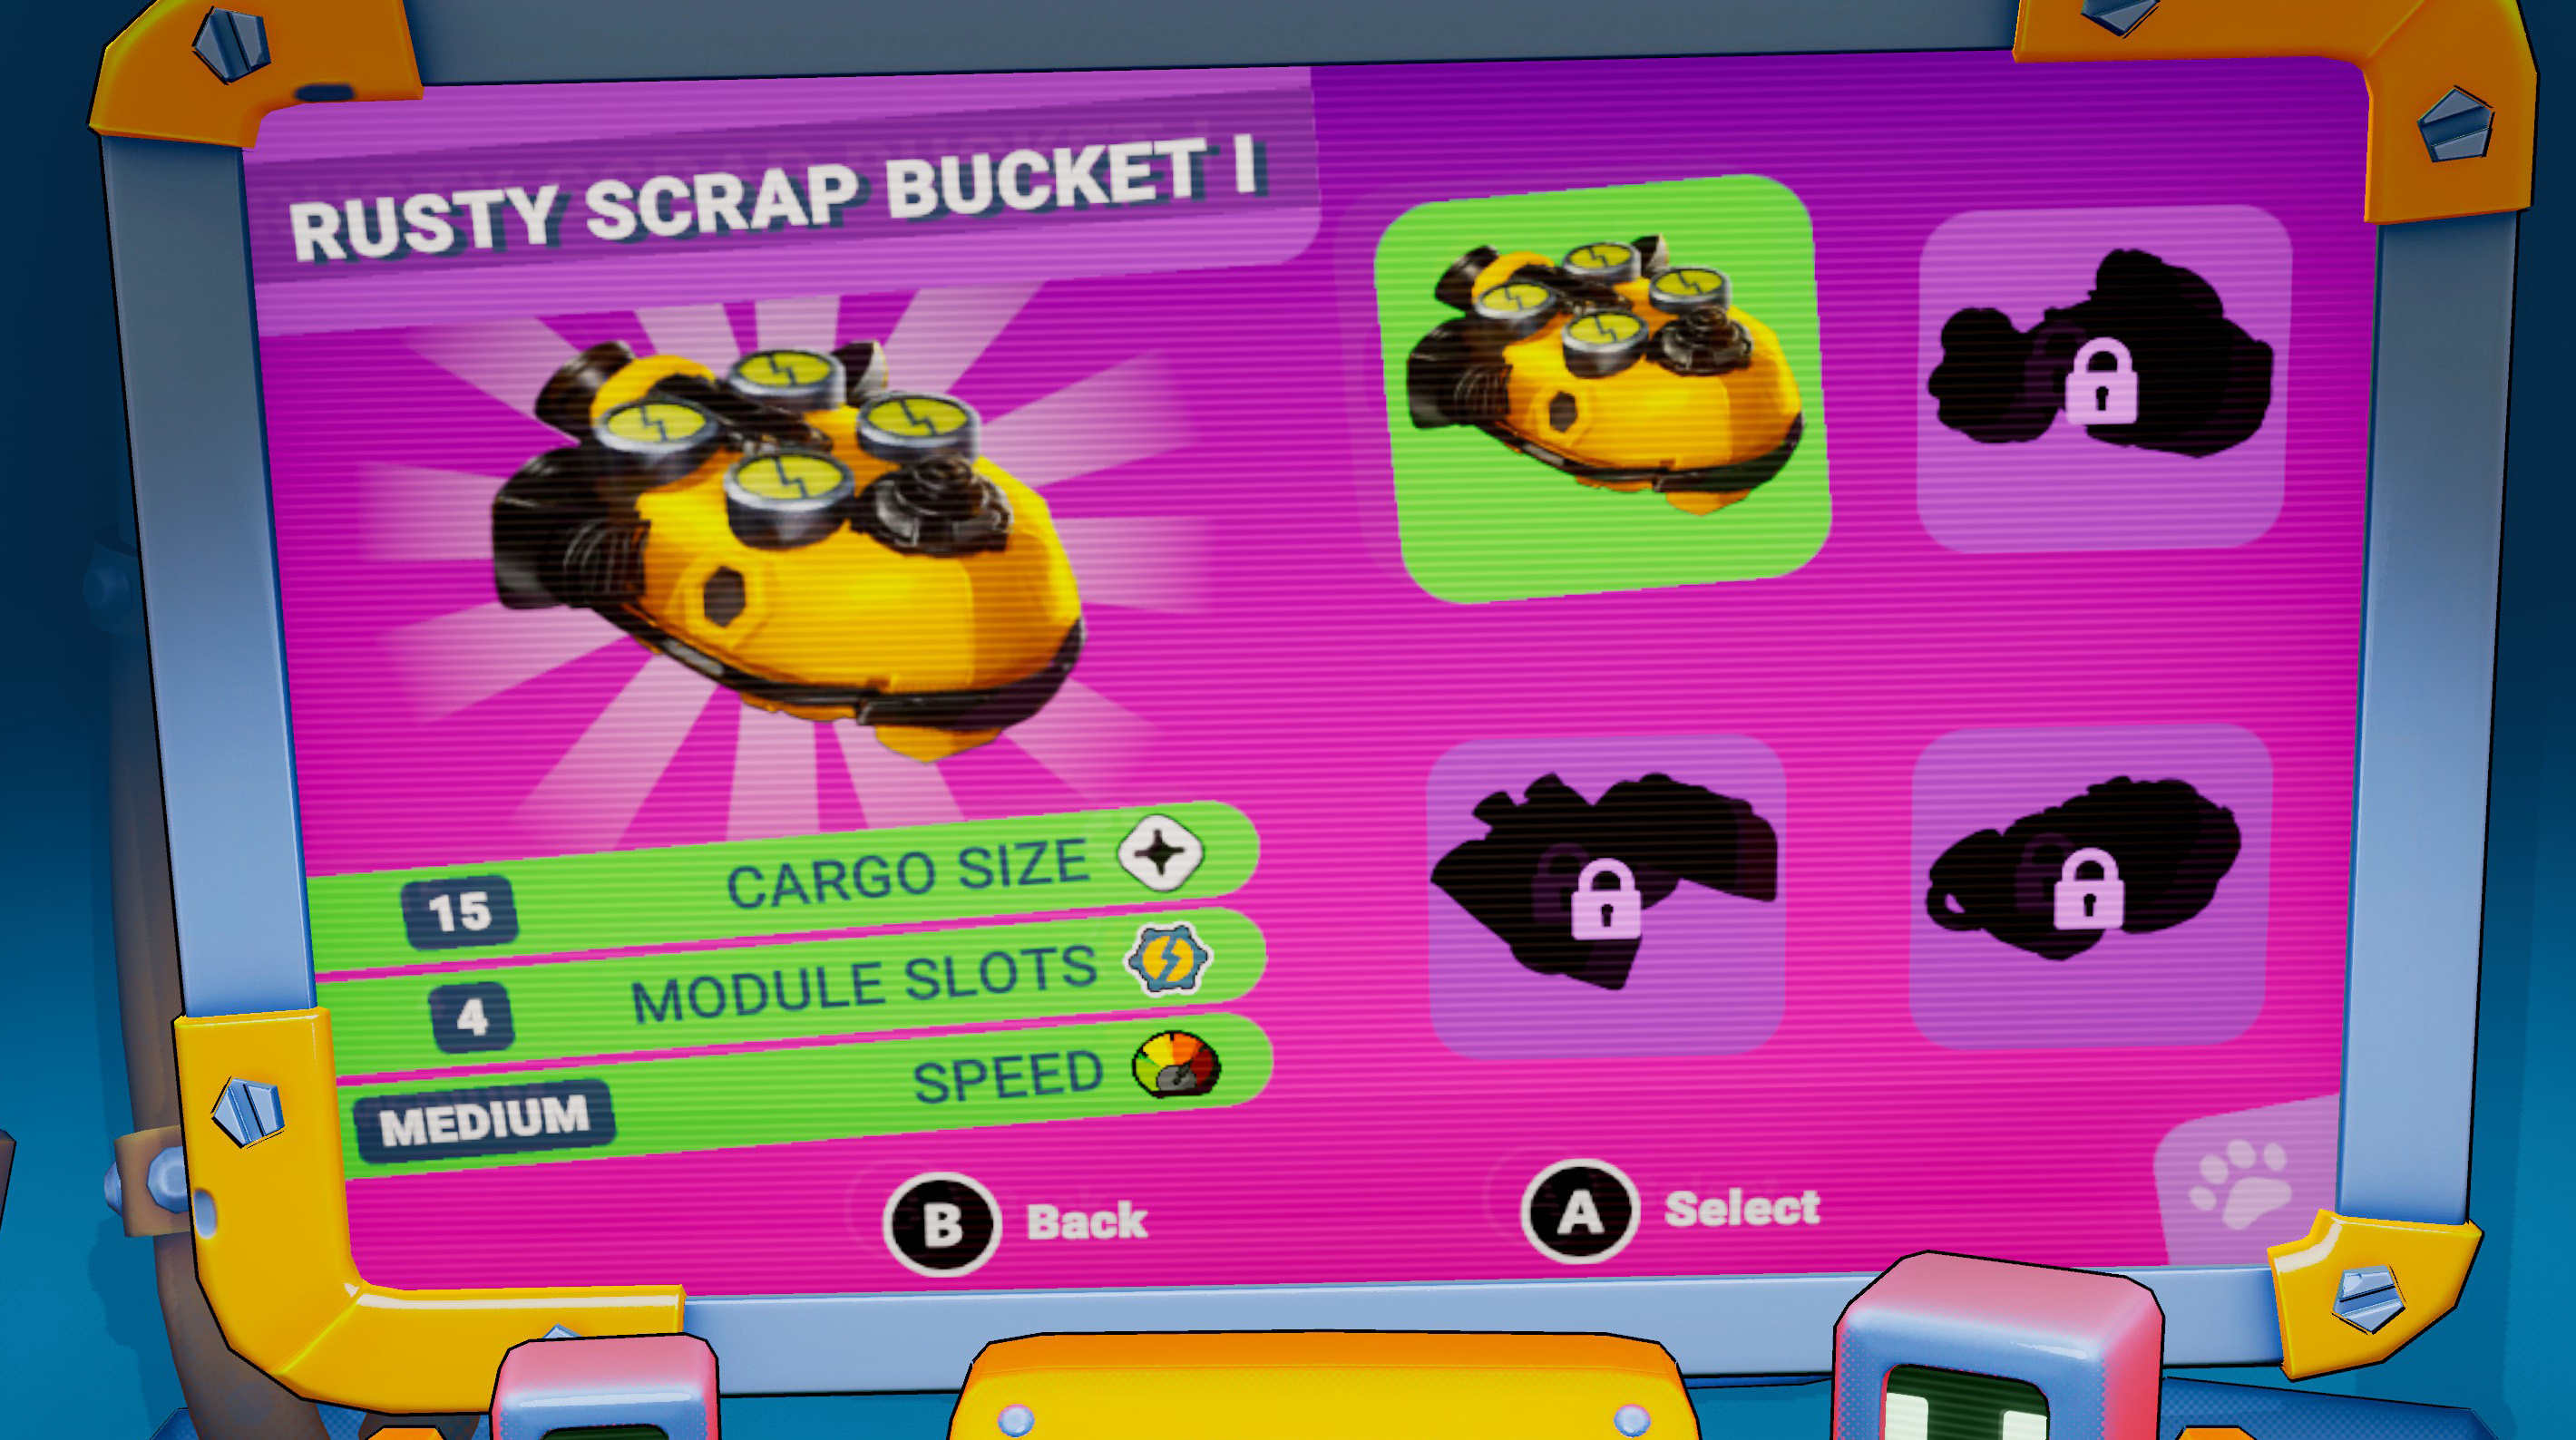 RUSTY SCRAP BUCKET I
15 CARGO SIZE
4 MODULE SLOTS
MEDIUM SPEED
B Back
A Select